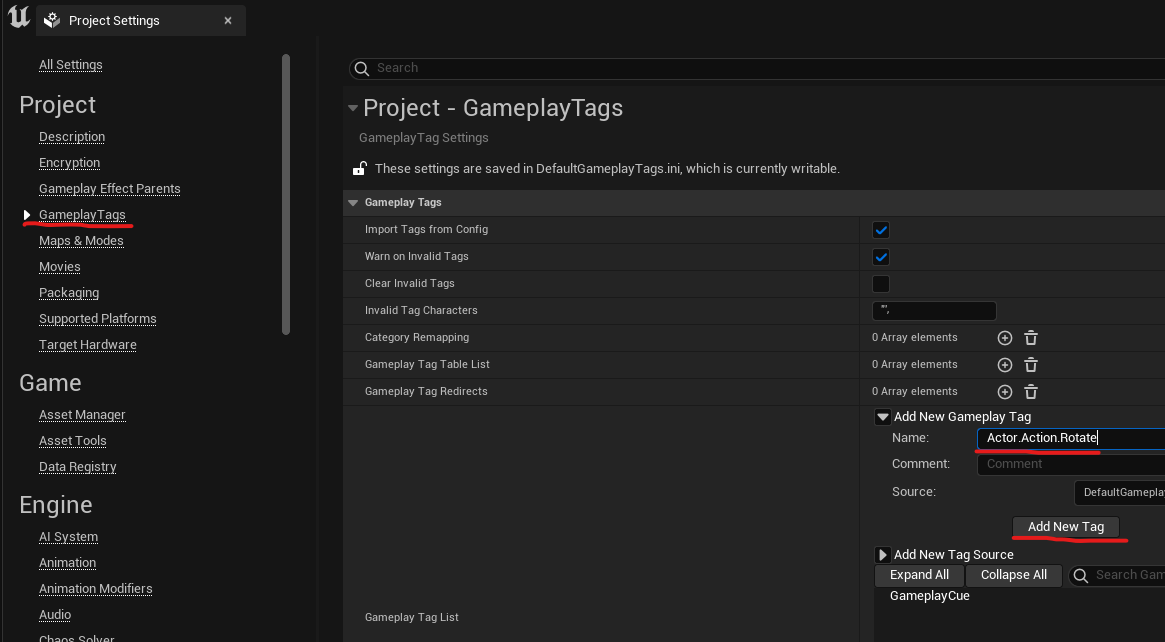 Project Settings
All Settings
Project
Description
Encryption
Gameplay Effect Parents
GameplayTags
Maps & Modes
Movies
Packaging
Supported Platforms
Target Hardware
Game
Asset Manager
Asset Tools
Data Registry
Engine
AI System
Animation
Animation Modifiers
Audio
Chaos Solver
Search
Project - GameplayTags
GameplayTag Settings
These settings are saved in DefaultGameplayTags.ini, which is currently writable.
Gameplay Tags
Import Tags from Config
Warn on Invalid Tags
Clear Invalid Tags
Invalid Tag Characters "',
Category Remapping 0 Array elements
Gameplay Tag Table List 0 Array elements
Gameplay Tag Redirects 0 Array elements
Add New Gameplay Tag
Name: Actor.Action.Rotate
Comment: Comment
Source: DefaultGameplay
Add New Tag
Add New Tag Source
Expand All Collapse All Search Gam
GameplayCue
Gameplay Tag List